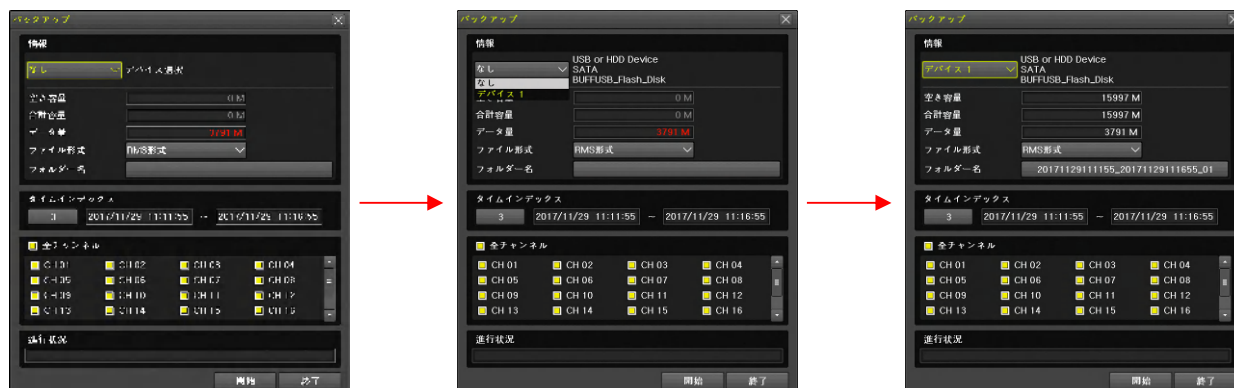 バックアップ
情報
なし デバイス選択
空き容量 0 M
合計容量 0 M
データ量 3791 M
ファイル形式 RMS形式
フォルダー名
タイムインデックス
3 2017/11/29 11:11:55 ~ 2017/11/29 11:16:55
全チャンネル
CH 01 CH 02 CH 03 CH 04
CH 05 CH 06 CH 07 CH 08
CH 09 CH 10 CH 11 CH 12
CH 13 CH 14 CH 15 CH 16
進行状況
開始 終了
バックアップ
情報
なし
USB or HDD Device
SATA
BUFFUSB_Flash_Disk
なし
デバイス 1
0 M
合計容量 0 M
データ量 3791 M
ファイル形式 RMS形式
フォルダー名
タイムインデックス
3 2017/11/29 11:11:55 ~ 2017/11/29 11:16:55
全チャンネル
CH 01 CH 02 CH 03 CH 04
CH 05 CH 06 CH 07 CH 08
CH 09 CH 10 CH 11 CH 12
CH 13 CH 14 CH 15 CH 16
進行状況
開始 終了
バックアップ
情報
デバイス 1
USB or HDD Device
SATA
BUFFUSB_Flash_Disk
空き容量 15997 M
合計容量 15997 M
データ量 3791 M
ファイル形式 RMS形式
フォルダー名 20171129111155_20171129111655_01
タイムインデックス
3 2017/11/29 11:11:55 ~ 2017/11/29 11:16:55
全チャンネル
CH 01 CH 02 CH 03 CH 04
CH 05 CH 06 CH 07 CH 08
CH 09 CH 10 CH 11 CH 12
CH 13 CH 14 CH 15 CH 16
進行状況
開始 終了